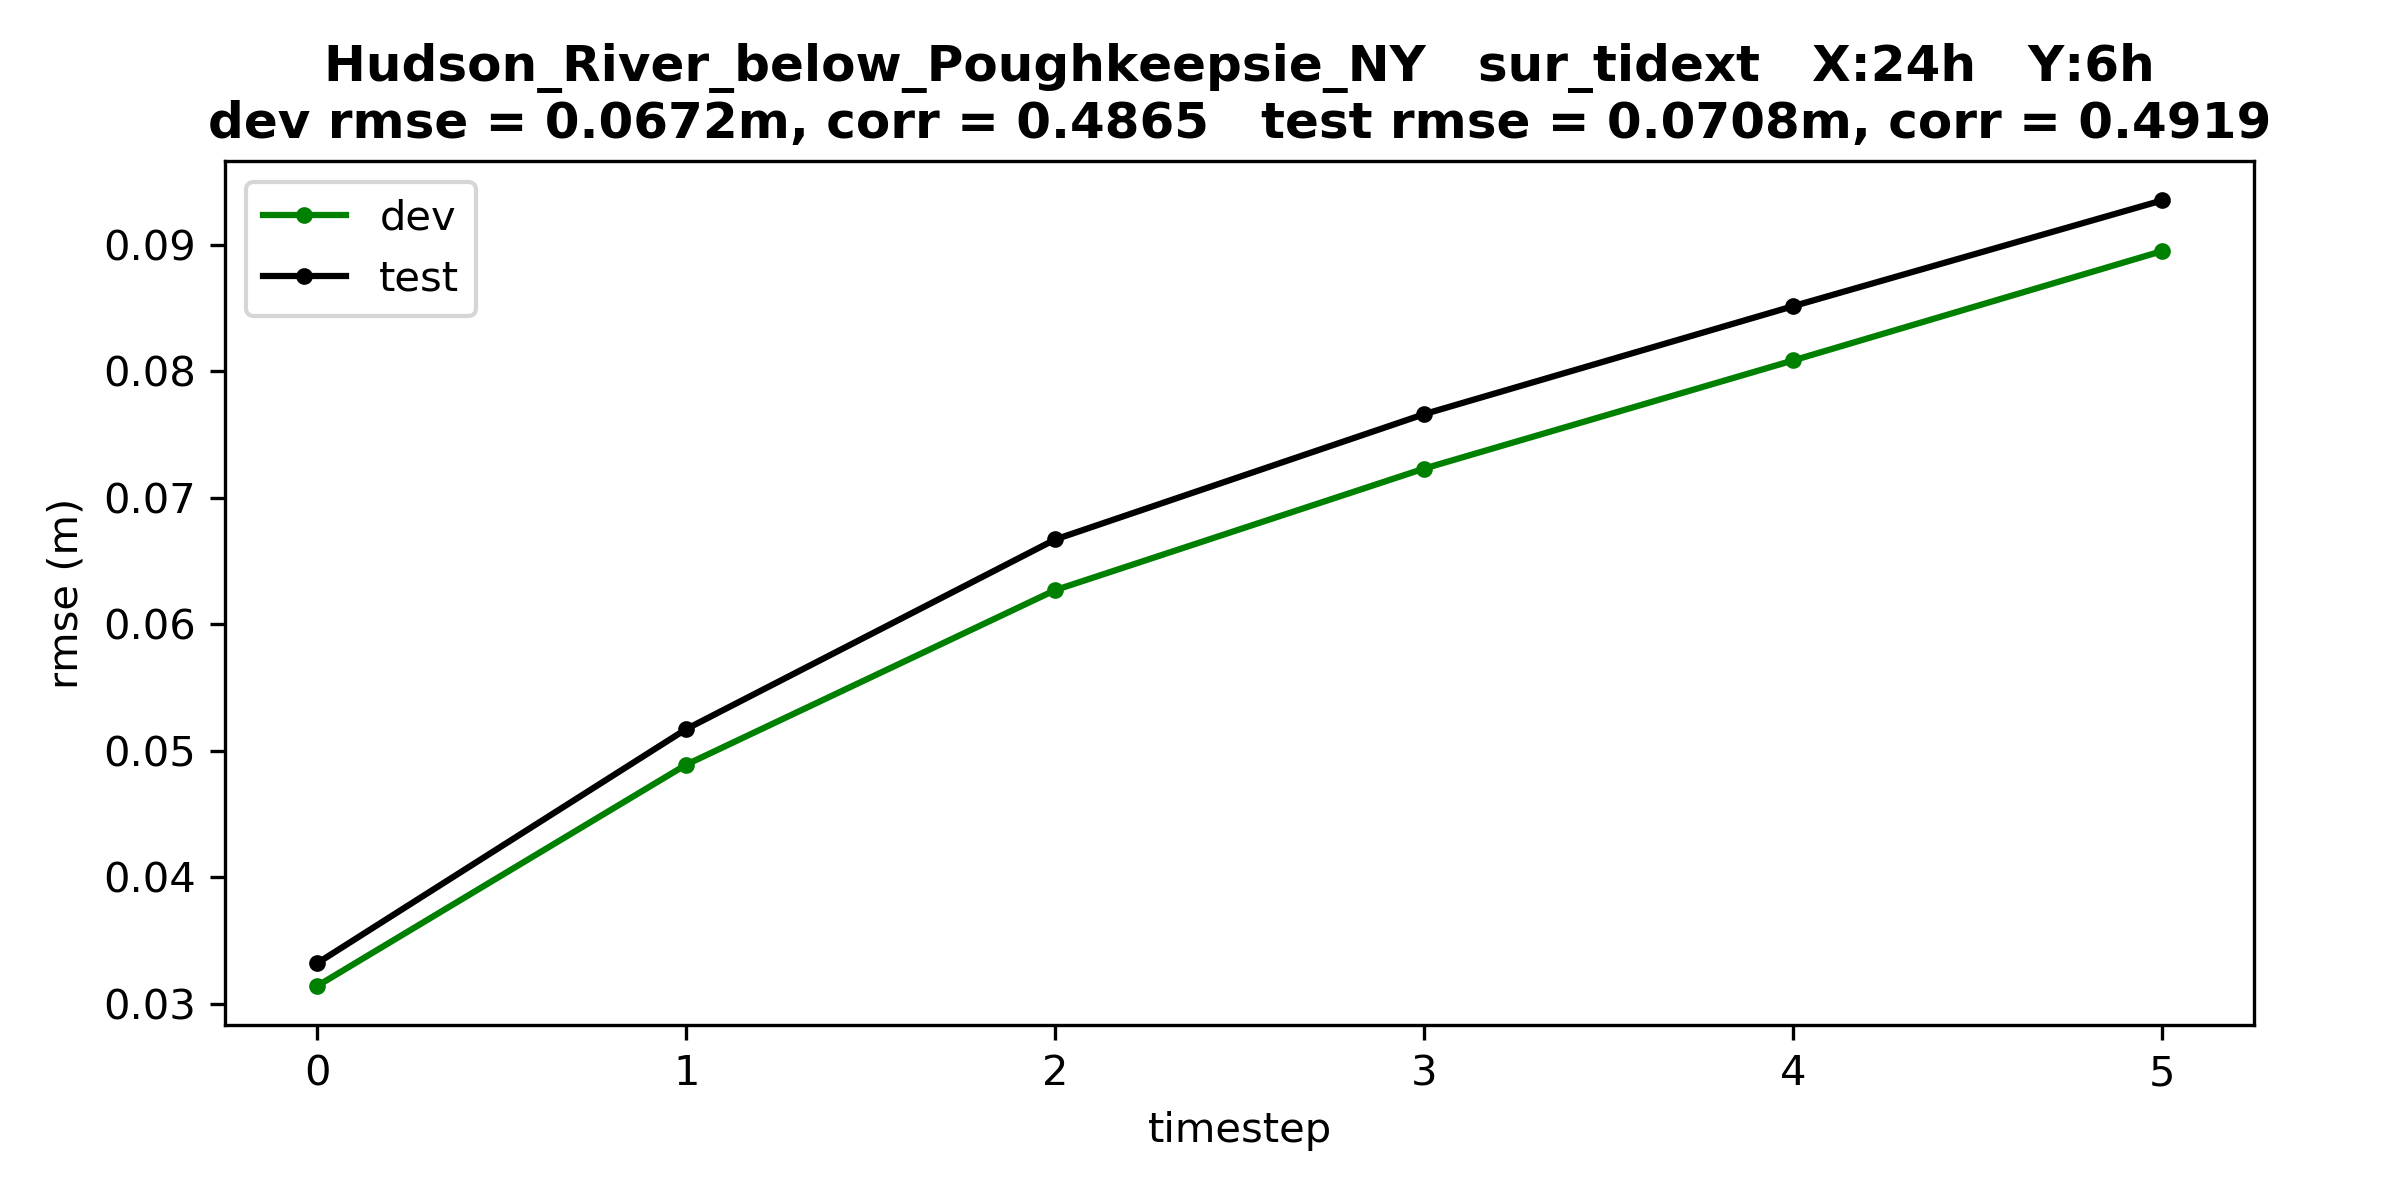 Hudson_River_below_Poughkeepsie_NY   sur_tidext   X:24h   Y:6h
dev rmse = 0.0672m, corr = 0.4865   test rmse = 0.0708m, corr = 0.4919
dev
test
0.09
0.08
0.07
0.06
0.05
0.04
0.03
rmse (m)
0 1 2 3 4 5
timestep